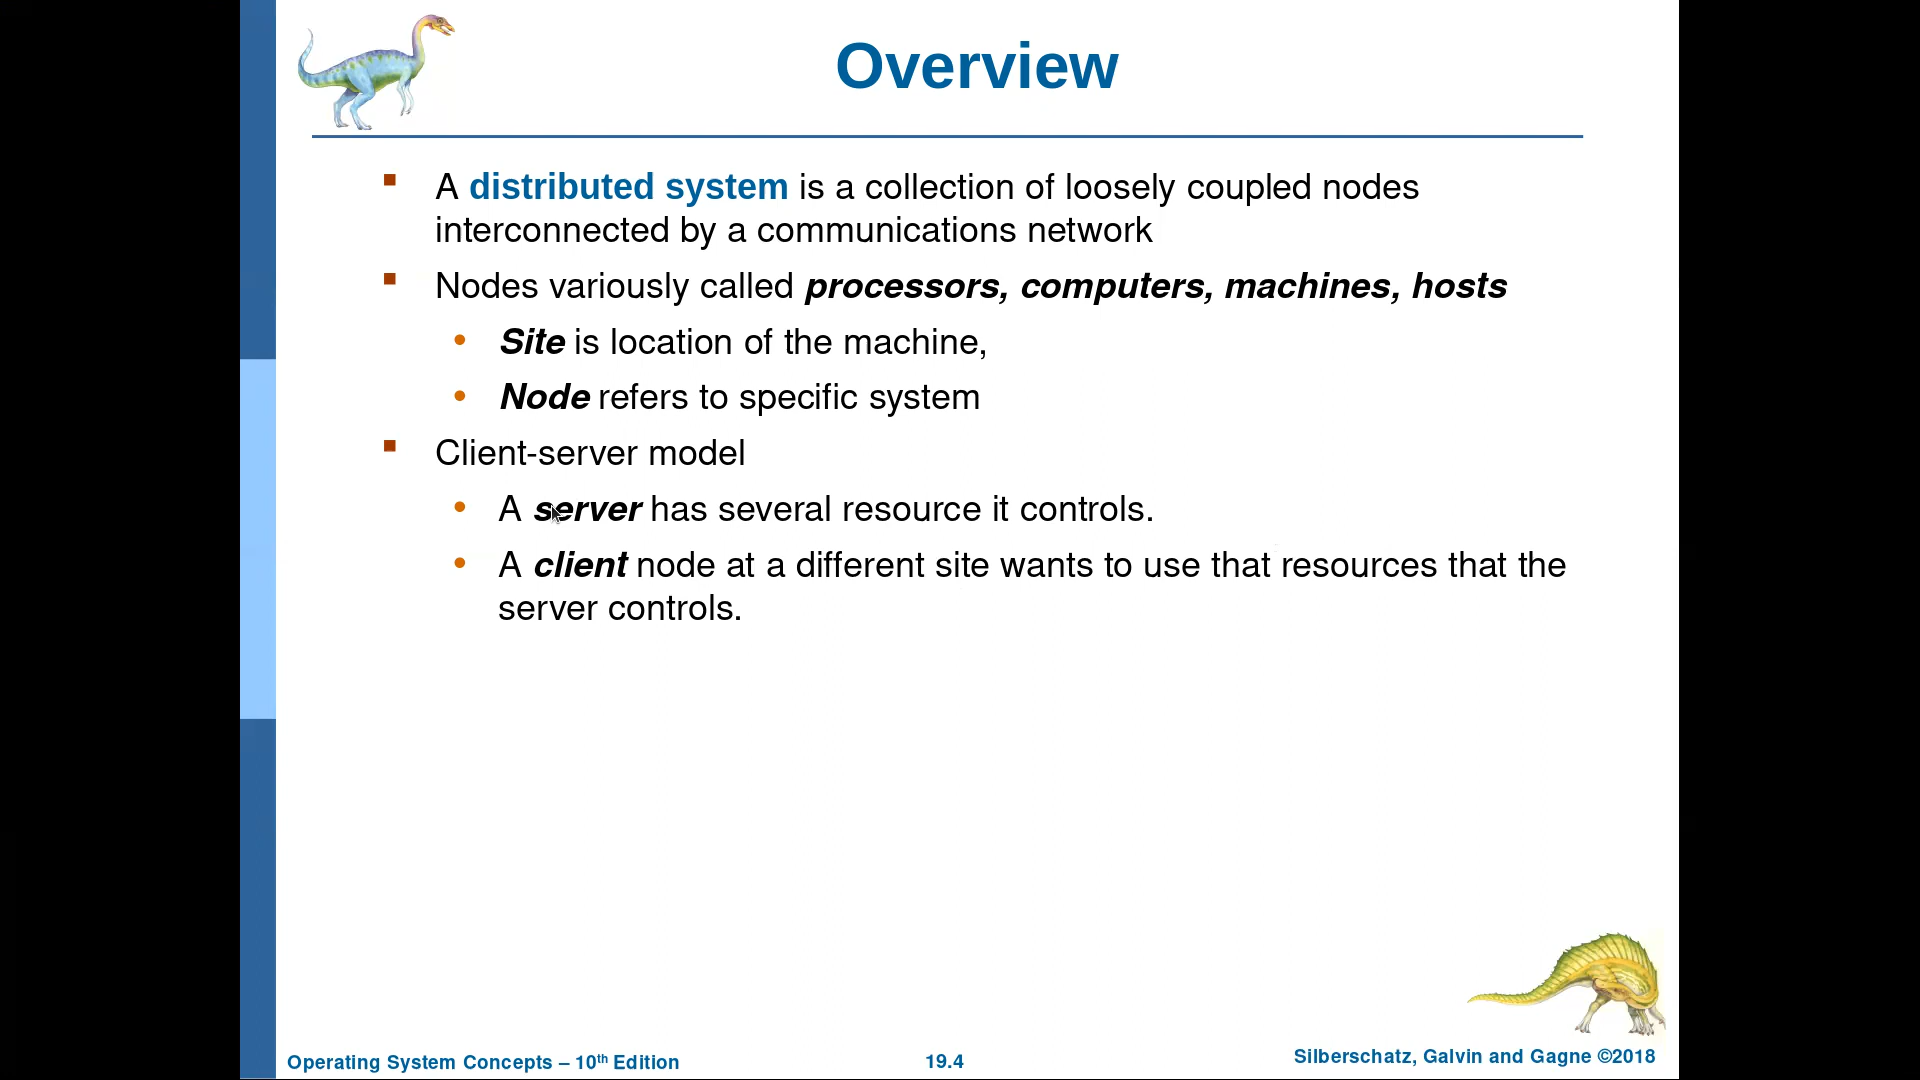 Overview
A distributed system is a collection of loosely coupled nodes
interconnected by a communications network
Nodes variously called processors, computers, machines, hosts
Site is location of the machine,
Node refers to specific system
Client-server model
A server has several resource it controls.
A client node at a different site wants to use that resources that the
server controls.
Operating System Concepts – 10th Edition
19.4
Silberschatz, Galvin and Gagne ©2018